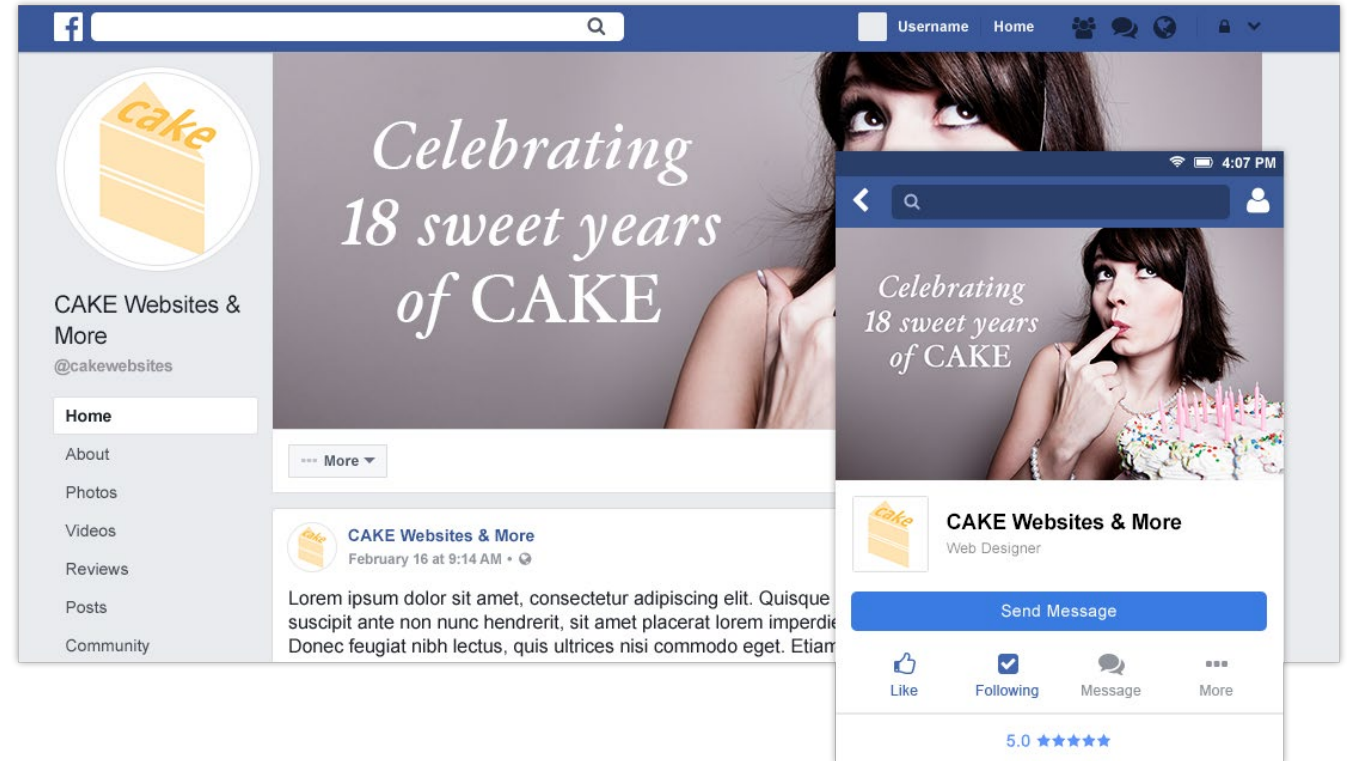 f
Username
Home
cake
Celebrating
18 sweet years
of CAKE
CAKE Websites &
More
@cakewebsites
Home
About
Photos
Videos
Reviews
Posts
Community
More
cake
CAKE Websites & More
February 16 at 9:14 AM •
Lorem ipsum dolor sit amet, consectetur adipiscing elit. Quisque
suscipit ante non nunc hendrerit, sit amet placerat lorem imperdie
Donec feugiat nibh lectus, quis ultrices nisi commodo eget. Etiam
4:07 PM
Celebrating
18 sweet years
of CAKE
cake
CAKE Websites & More
Web Designer
Send Message
Like
Following
Message
More
5.0 ★★★★★